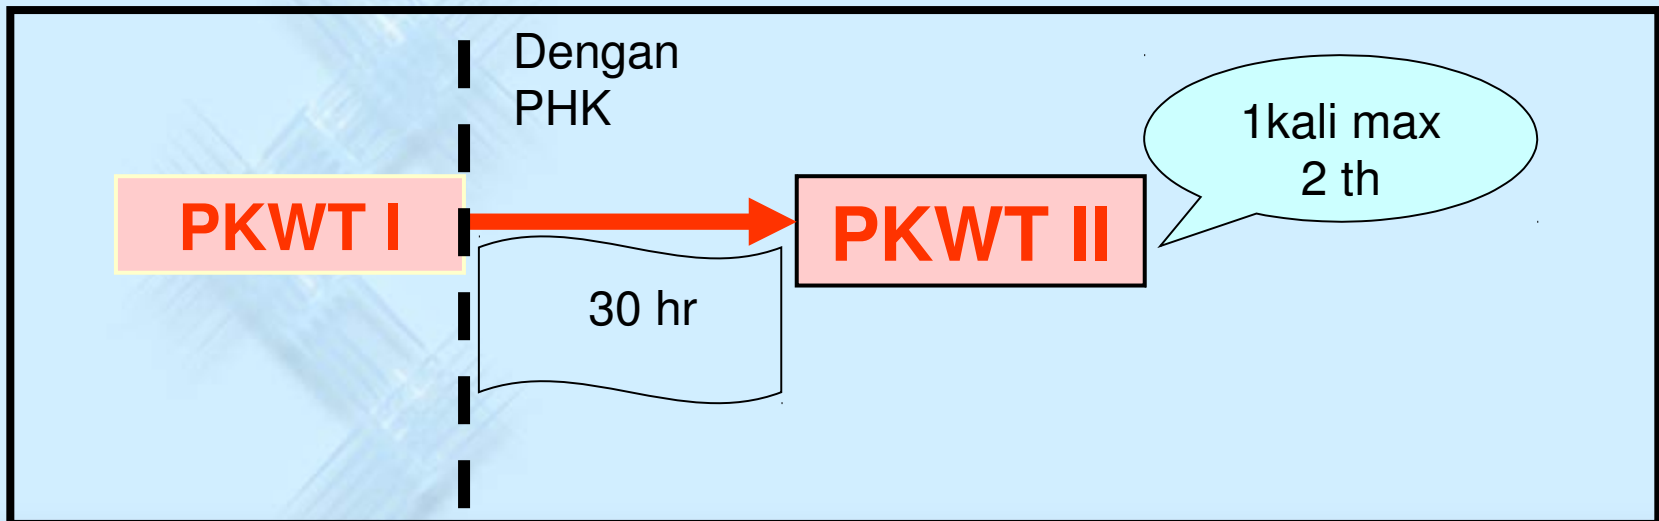 Dengan
PHK
1kali max
2 th
PKWT I
PKWT II
30 hr